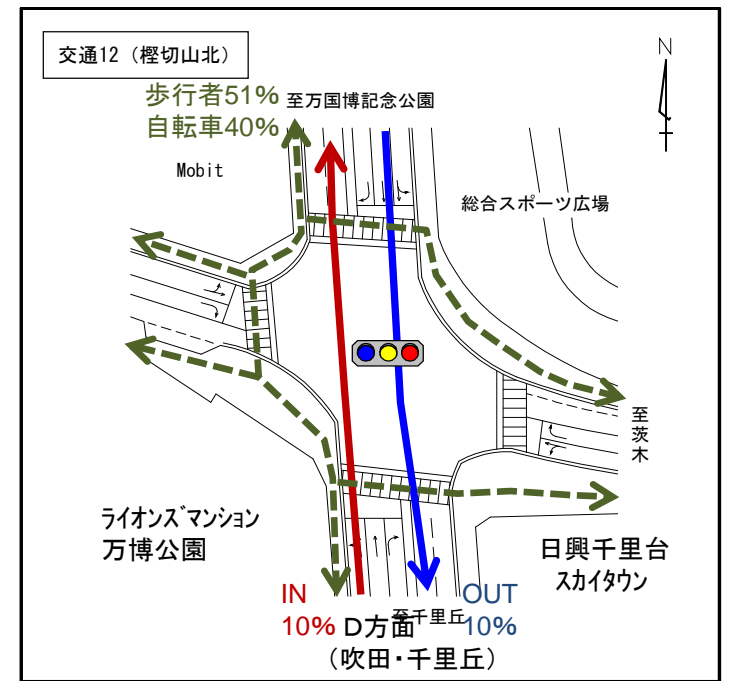 交通12（樫切山北）
N
歩行者51%
自転車40%
至万国博記念公園
Mobit
総合スポーツ広場
至茨木
ライオンズマンション
万博公園
日興千里台
スカイタウン
IN
10%
至千里丘
OUT
10%
D方面
（吹田・千里丘）